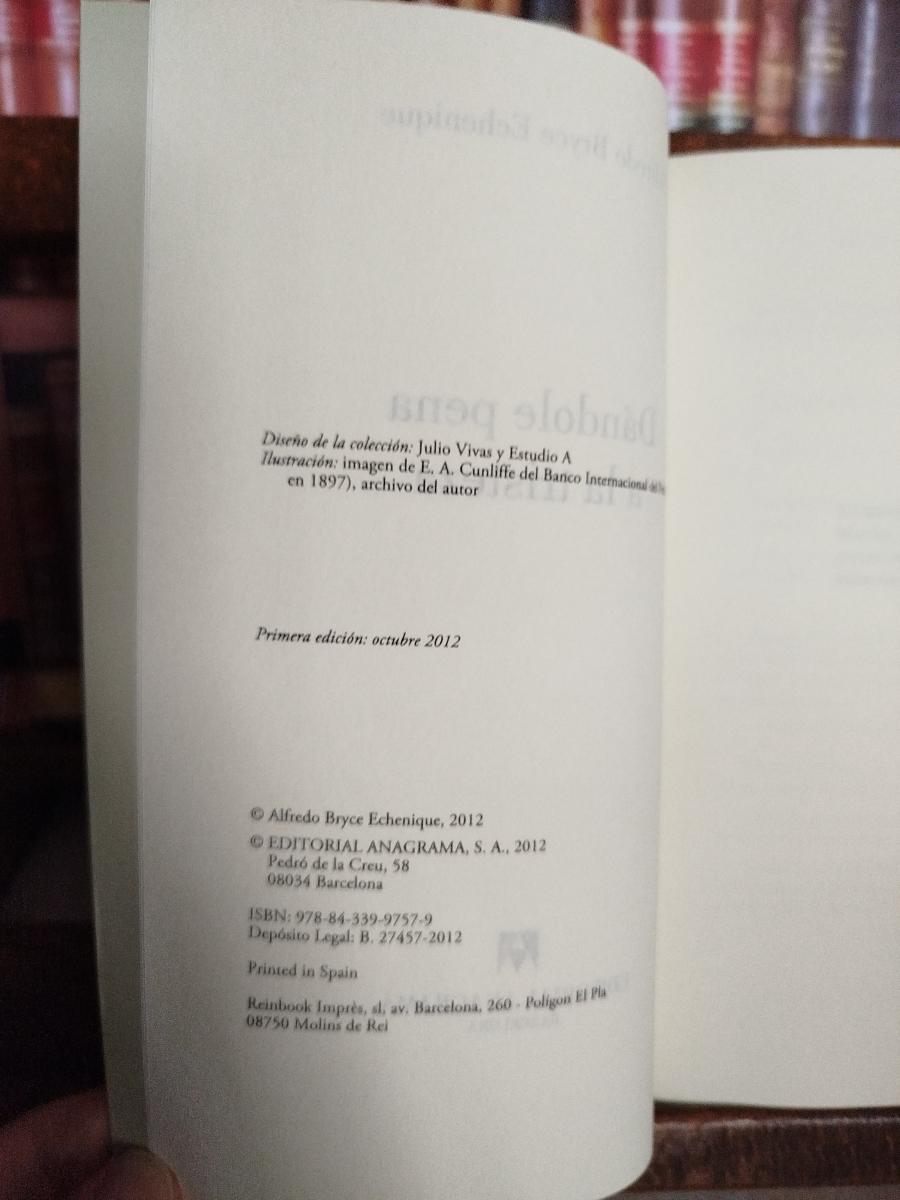 Diseño de la colección: Julio Vivas y Estudio A
Ilustración: imagen de E. A. Cunliffe del Banco Internacional
en 1897), archivo del autor
Primera edición: octubre 2012
© Alfredo Bryce Echenique, 2012
© EDITORIAL ANAGRAMA, S. A., 2012
Pedró de la Creu, 58
08034 Barcelona
ISBN: 978-84-339-9757-9
Depósito Legal: B. 27457-2012
Printed in Spain
Reinbook Imprès, sl, av. Barcelona, 260 - Polígon El Pla
08750 Molins de Rei